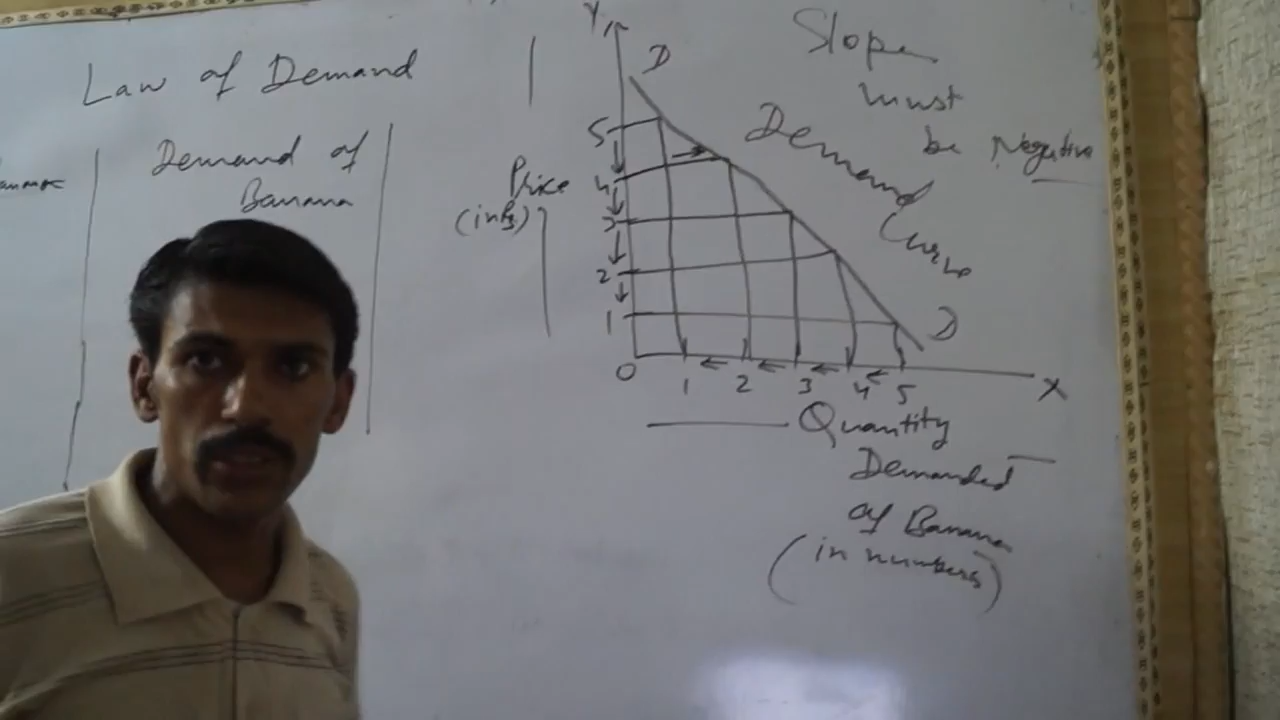 Law of Demand
Demand of
Banana
Price
(in Rs)
Y
D
5
4
3
2
1
0
1 2 3 4 5
X
D
Demand
Curve
Slope
must
be Negative
Quantity
Demanded
of Banana
(in numbers)